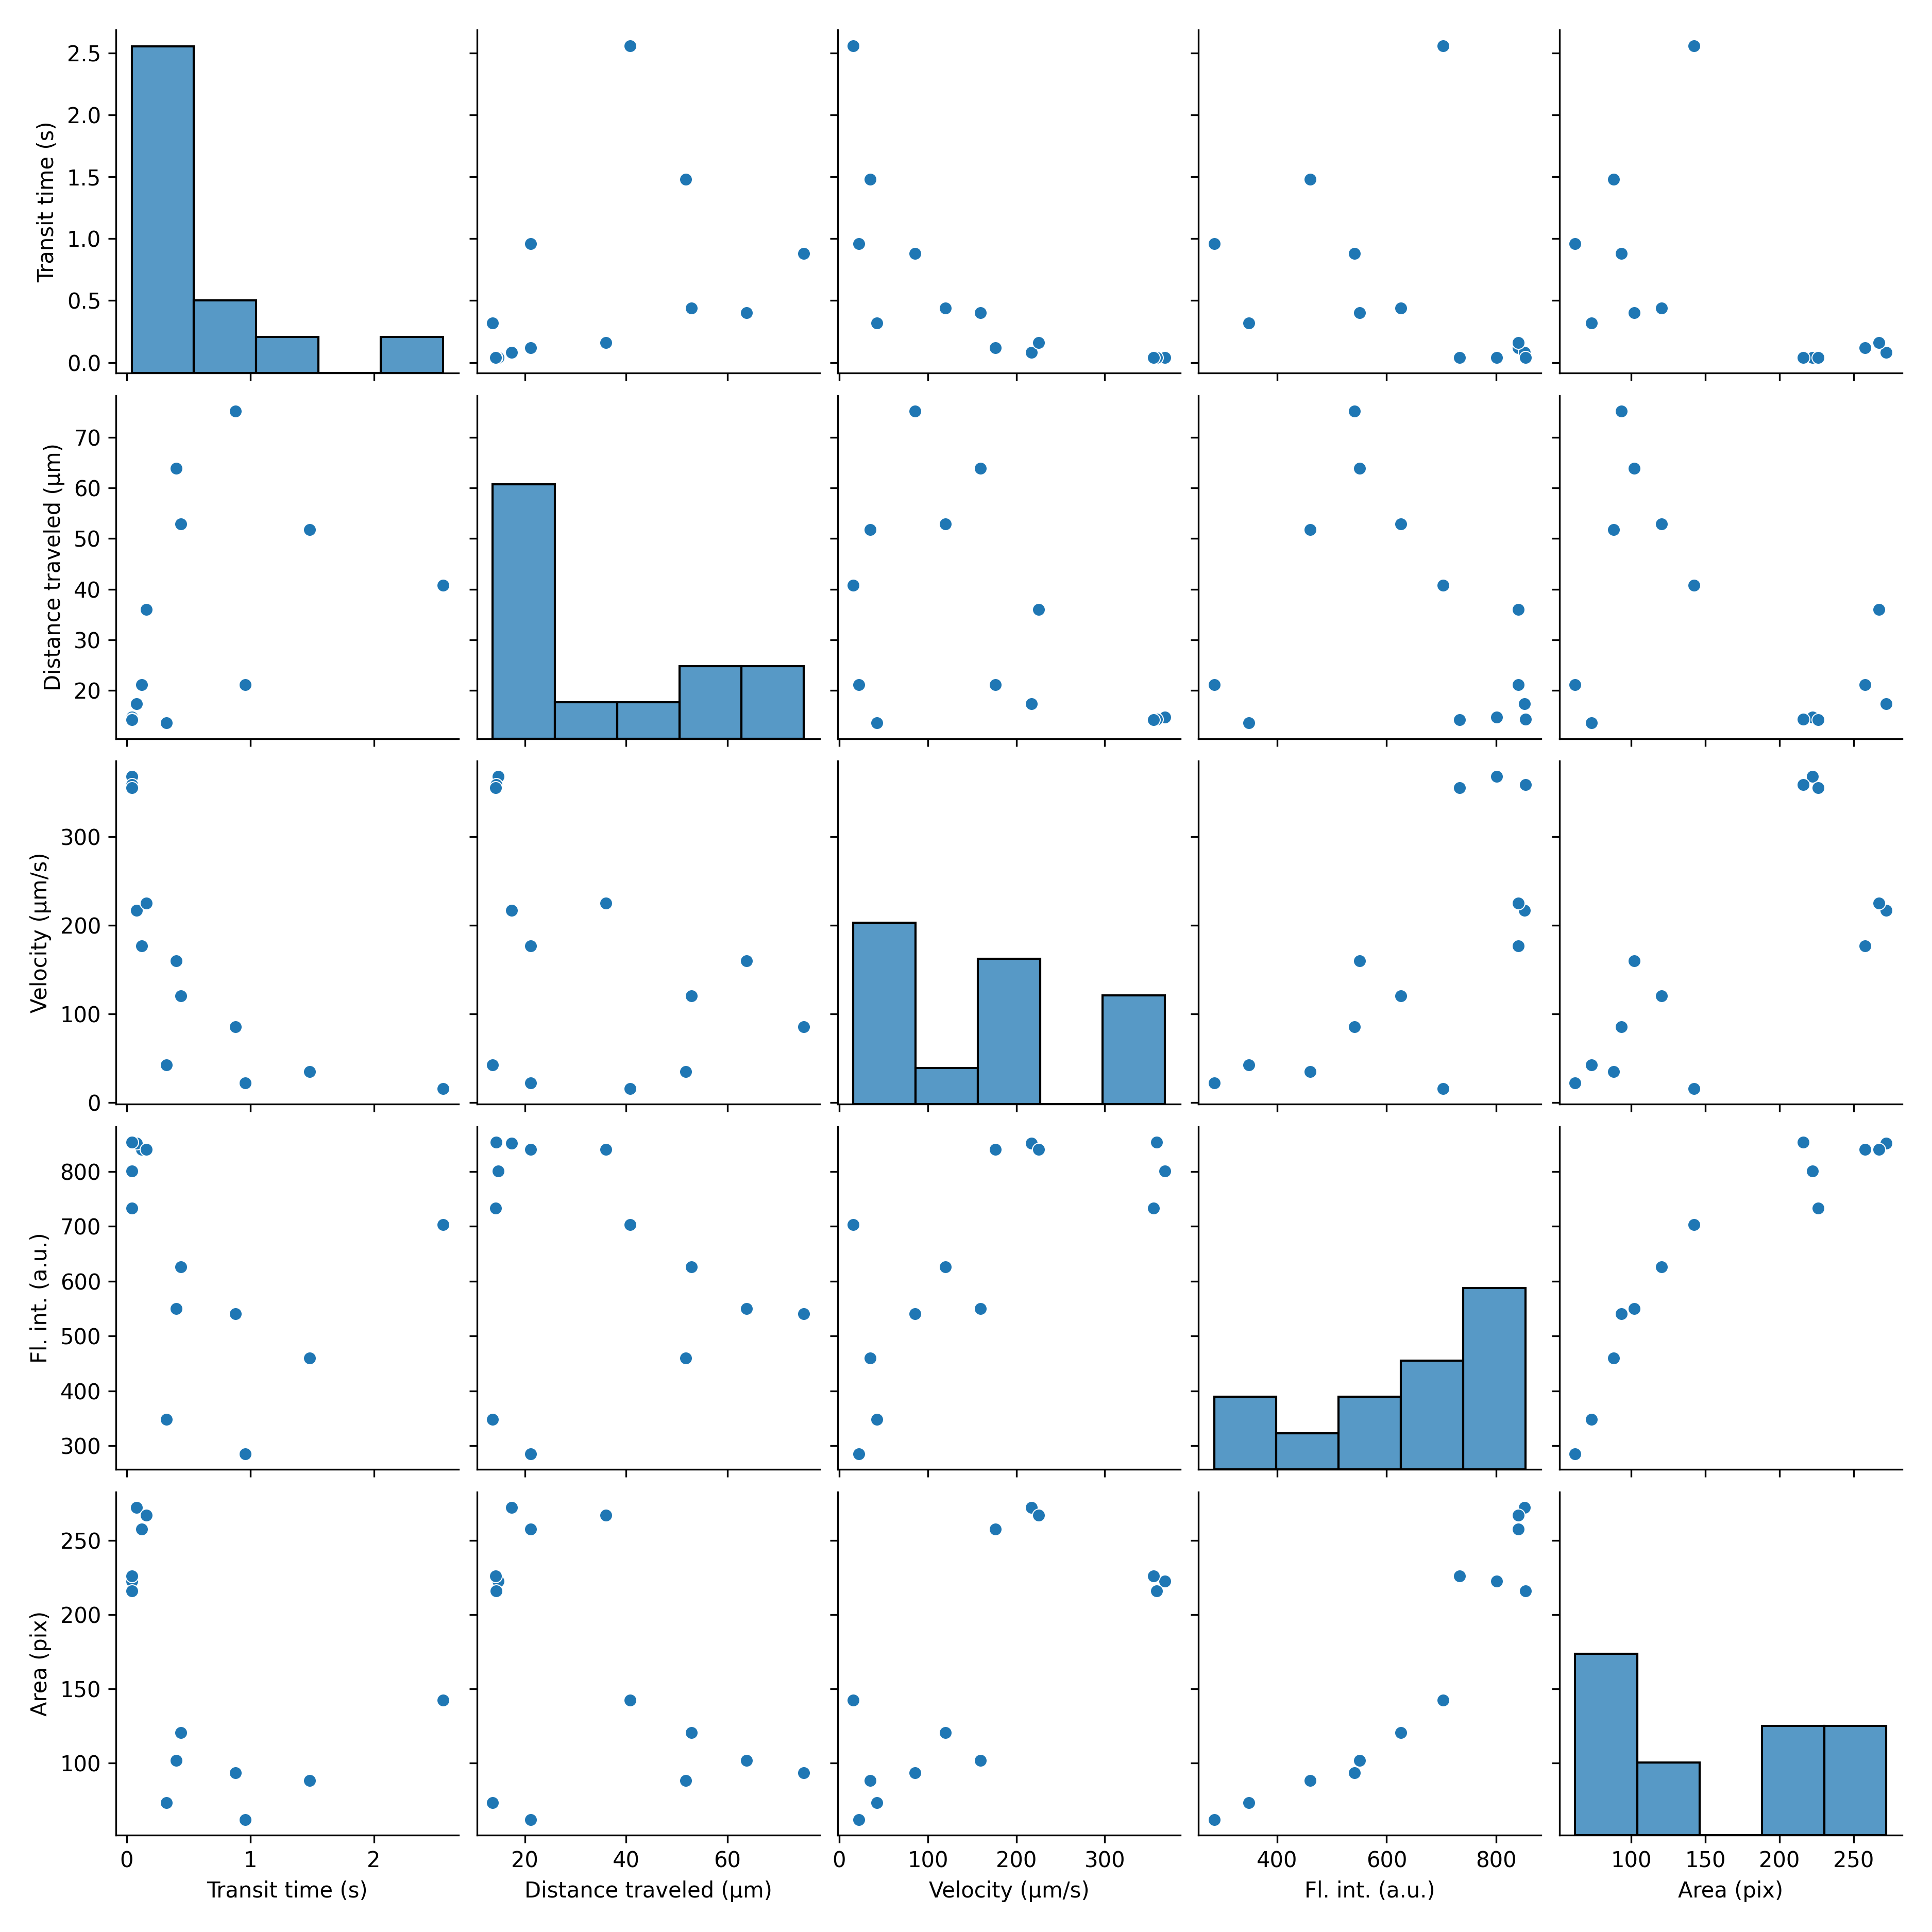 2.5
2.0
1.5
1.0
0.5
0.0
Transit time (s)
70
60
50
40
30
20
Distance traveled (μm)
300
200
100
0
Velocity (μm/s)
800
700
600
500
400
300
Fl. int. (a.u.)
250
200
150
100
Area (pix)
0 1 2
Transit time (s)
20 40 60
Distance traveled (μm)
0 100 200 300
Velocity (μm/s)
400 600 800
Fl. int. (a.u.)
100 150 200 250
Area (pix)